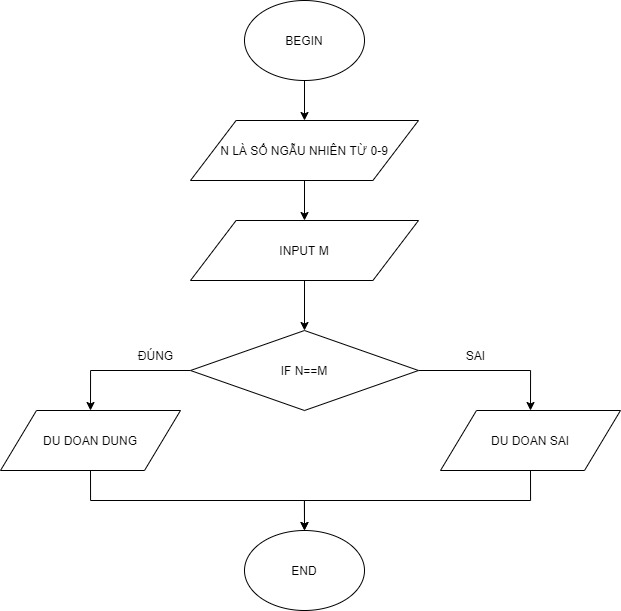 BEGIN
N LÀ SỐ NGẪU NHIÊN TỪ 0-9
INPUT M
ĐÚNG
IF N==M
SAI
DU DOAN DUNG
DU DOAN SAI
END